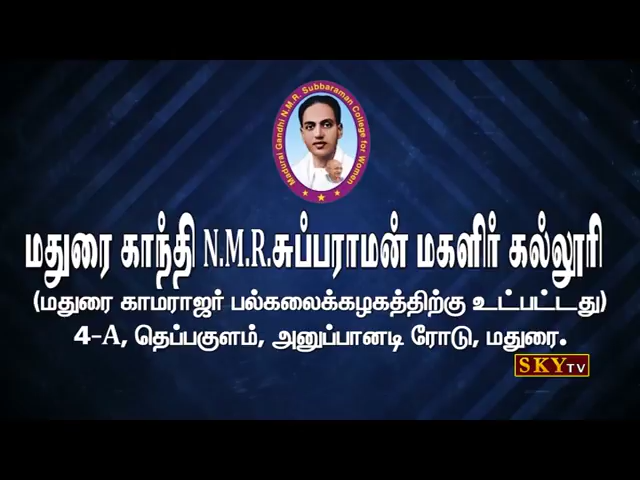 Madurai Gandhi N.M.R. Subbaraman College for Women
மதுரை காந்தி N.M.R.சுப்பராமன் மகளிர் கல்லூரி
(மதுரை காமராஜர் பல்கலைக்கழகத்திற்கு உட்பட்டது)
4-A, தெப்பகுளம், அனுப்பானடி ரோடு, மதுரை.
SKY TV